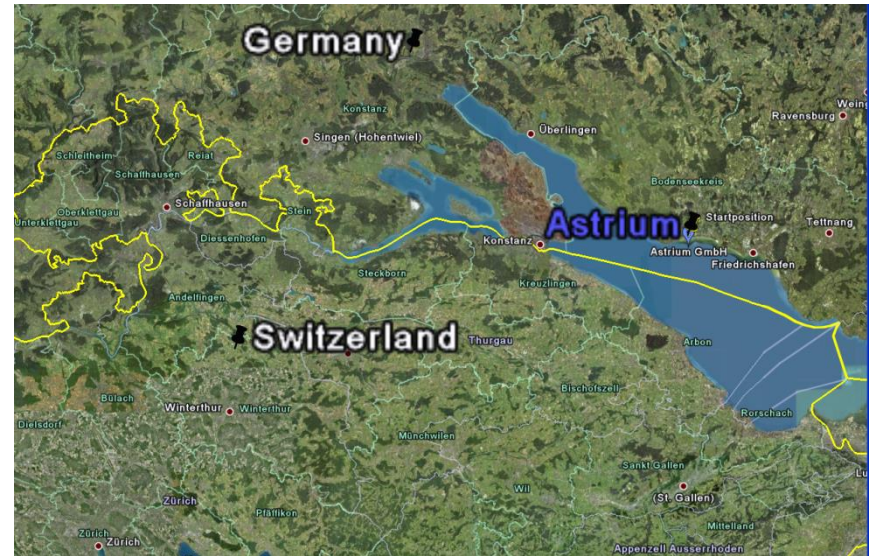 Germany
Konstanz
Wein
Ravensburg
Überlingen
Singen (Hohentwiel)
Schleitheim
Reiat
Schaffhausen
Bodenseekreis
Schaffhausen
Oberklettgau
Unterklettgau
Stein
Astrium
Startposition
Tettnang
Diessenhofen
Konstanz
Astrium GmbH
Friedrichshafen
Steckborn
Kreuzlingen
Andelfingen
Switzerland
Thurgau
Arbon
Bischofszell
Bülach
Winterthur
Winterthur
Rorschach
Dielsdorf
Münchwilen
Sankt Gallen
Lu
Wil
(St. Gallen)
Zürich
Pfäffikon
Mittelland
Zürich
Zürich
Appenzell Ausserrhoden